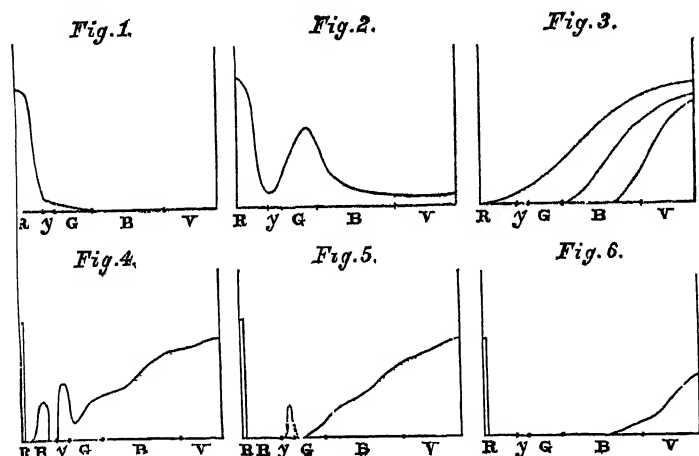 Fig.1.
Fig.2.
Fig.3.
R y G B V
R y G B V
R y G B V
Fig.4.
Fig.5.
Fig.6.
R B y G B V
R B y G B V
R y G B V